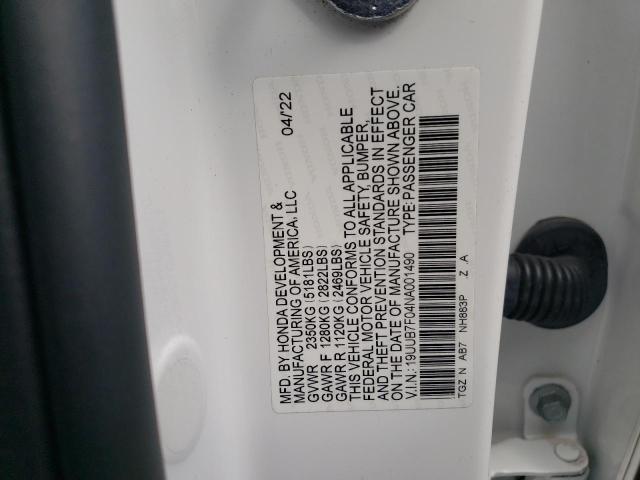 MFD. BY HONDA DEVELOPMENT & 04/22
MANUFACTURING OF AMERICA, LLC
GVWR 2350KG (5181LBS)
GAWR F 1280KG (2822LBS)
GAWR R 1120KG (2469LBS)
THIS VEHICLE CONFORMS TO ALL APPLICABLE
FEDERAL MOTOR VEHICLE SAFETY, BUMPER,
AND THEFT PREVENTION STANDARDS IN EFFECT
ON THE DATE OF MANUFACTURE SHOWN ABOVE.
V.I.N.: 19UUB7F04NA001490 TYPE: PASSENGER CAR
TGZ N AB7 NH883P Z A